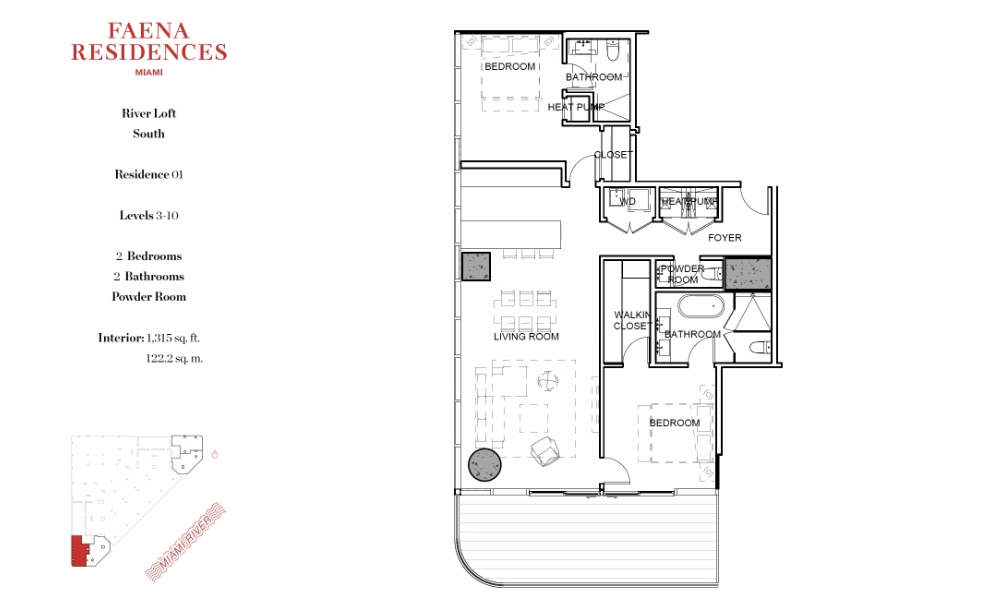 FAENA
RESIDENCES
MIAMI
River Loft
South
Residence 01
Levels 3-10
2 Bedrooms
2 Bathrooms
Powder Room
Interior: 1,315 sq. ft.
122.2 sq. m.
MIAMI RIVER
BEDROOM
BATHROOM
HEAT PUMP
CLOSET
WD
HEAT PUMP
FOYER
POWDER
ROOM
WALKIN
CLOSET
BATHROOM
LIVING ROOM
BEDROOM